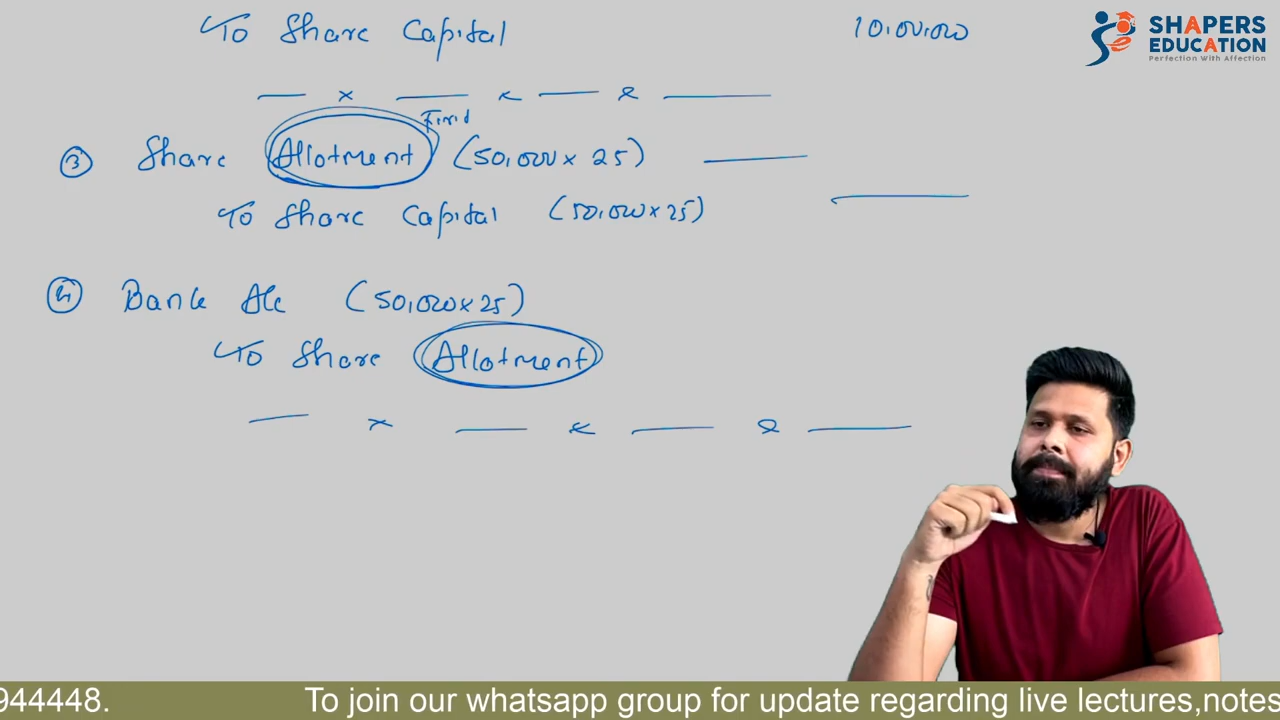 To Share Capital 10,00,000
SHAPERS EDUCATION
Perfection With Affection
③ Share Allotment (50,000 x 25)
To Share Capital (50,000 x 25)
④ Bank A/c (50,000 x 25)
To Share Allotment
944448. To join our whatsapp group for update regarding live lectures,notes